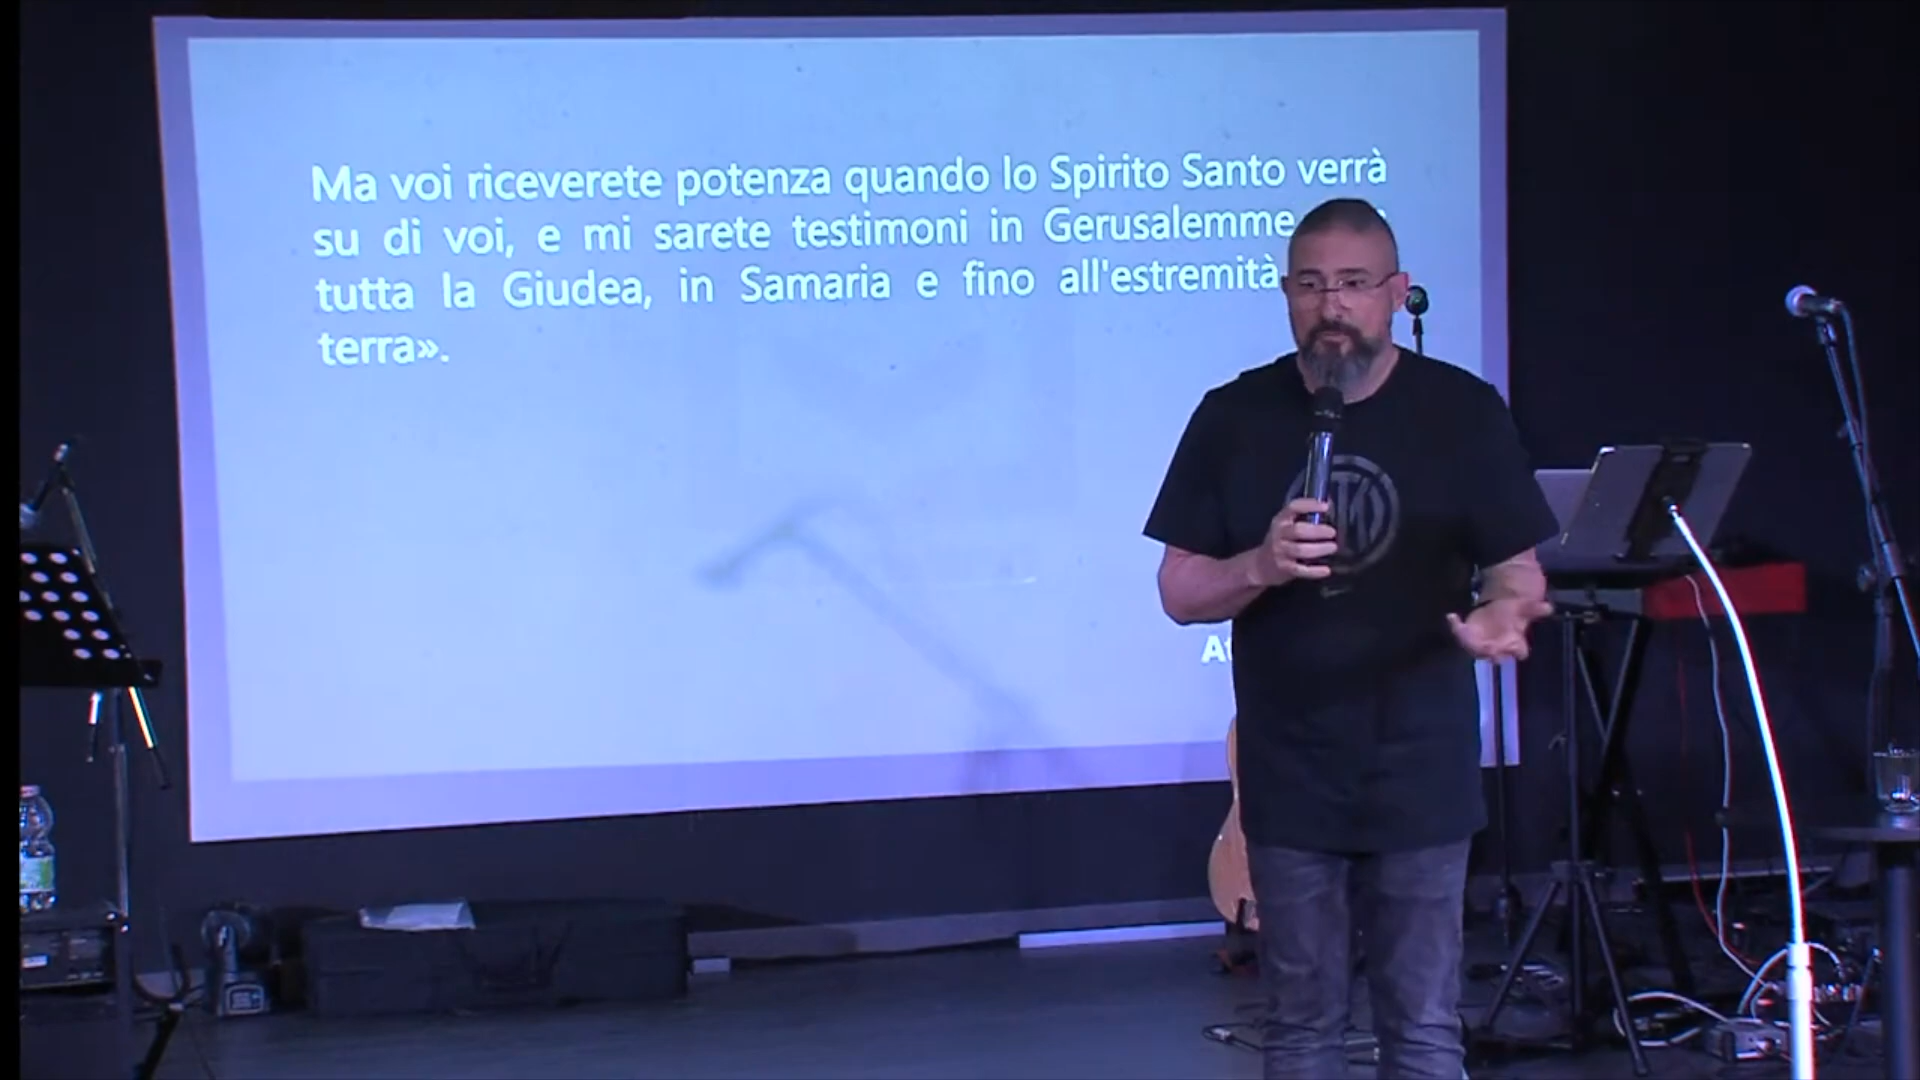 Ma voi riceverete potenza quando lo Spirito Santo verrà
su di voi, e mi sarete testimoni in Gerusalemme
tutta la Giudea, in Samaria e fino all'estremità
terra».